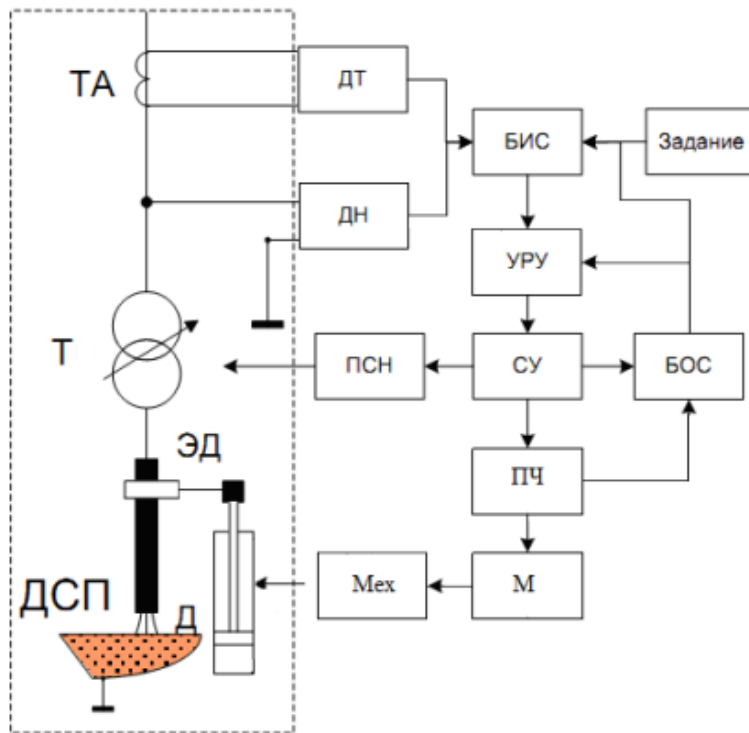 ТА
ДТ
БИС
Задание
ДН
УРУ
Т
ПСН
СУ
БОС
ЭД
ПЧ
ДСП
Д
Мех
М